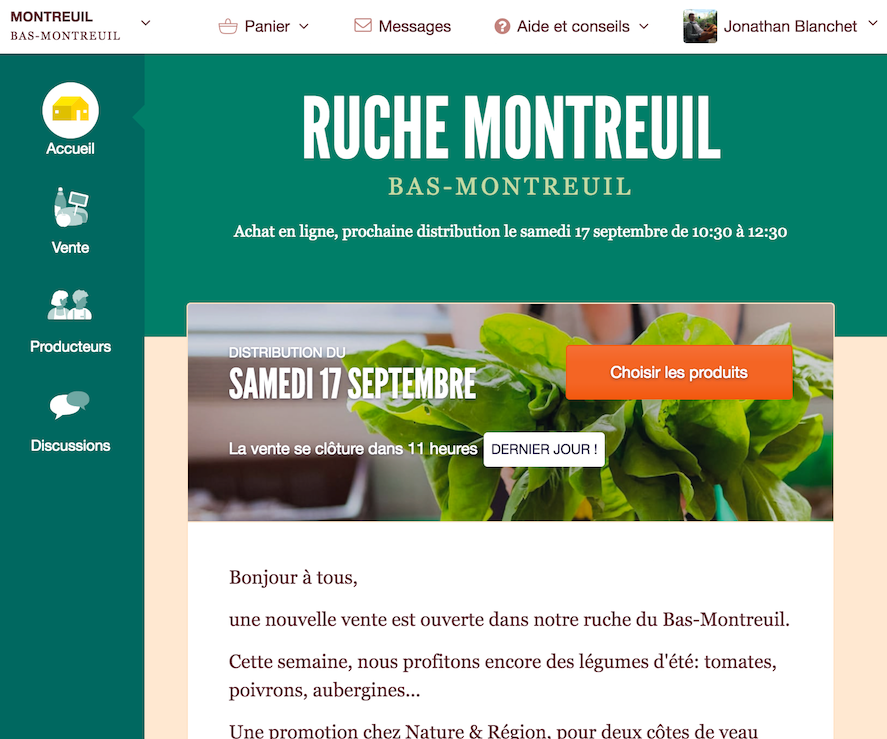 MONTREUIL
BAS-MONTREUIL
Panier
Messages
Aide et conseils
Jonathan Blanchet
Accueil
Vente
Producteurs
Discussions
RUCHE MONTREUIL
BAS-MONTREUIL
Achat en ligne, prochaine distribution le samedi 17 septembre de 10:30 à 12:30
DISTRIBUTION DU
SAMEDI 17 SEPTEMBRE
Choisir les produits
La vente se clôture dans 11 heures DERNIER JOUR !
Bonjour à tous,
une nouvelle vente est ouverte dans notre ruche du Bas-Montreuil.
Cette semaine, nous profitons encore des légumes d'été: tomates,
poivrons, aubergines...
Une promotion chez Nature & Région, pour deux côtes de veau